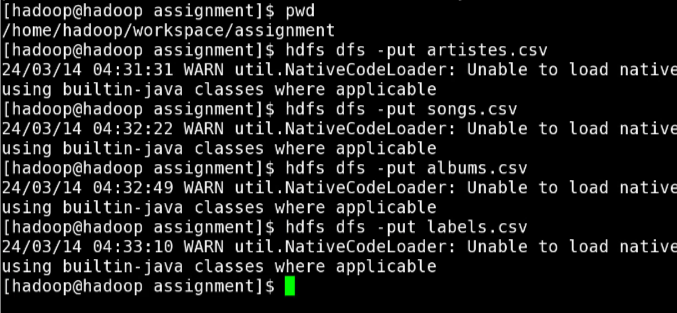 [hadoop@hadoop assignment]$ pwd
/home/hadoop/workspace/assignment
[hadoop@hadoop assignment]$ hdfs dfs -put artistes.csv
24/03/14 04:31:31 WARN util.NativeCodeLoader: Unable to load native
using builtin-java classes where applicable
[hadoop@hadoop assignment]$ hdfs dfs -put songs.csv
24/03/14 04:32:22 WARN util.NativeCodeLoader: Unable to load native
using builtin-java classes where applicable
[hadoop@hadoop assignment]$ hdfs dfs -put albums.csv
24/03/14 04:32:49 WARN util.NativeCodeLoader: Unable to load native
using builtin-java classes where applicable
[hadoop@hadoop assignment]$ hdfs dfs -put labels.csv
24/03/14 04:33:10 WARN util.NativeCodeLoader: Unable to load native
using builtin-java classes where applicable
[hadoop@hadoop assignment]$